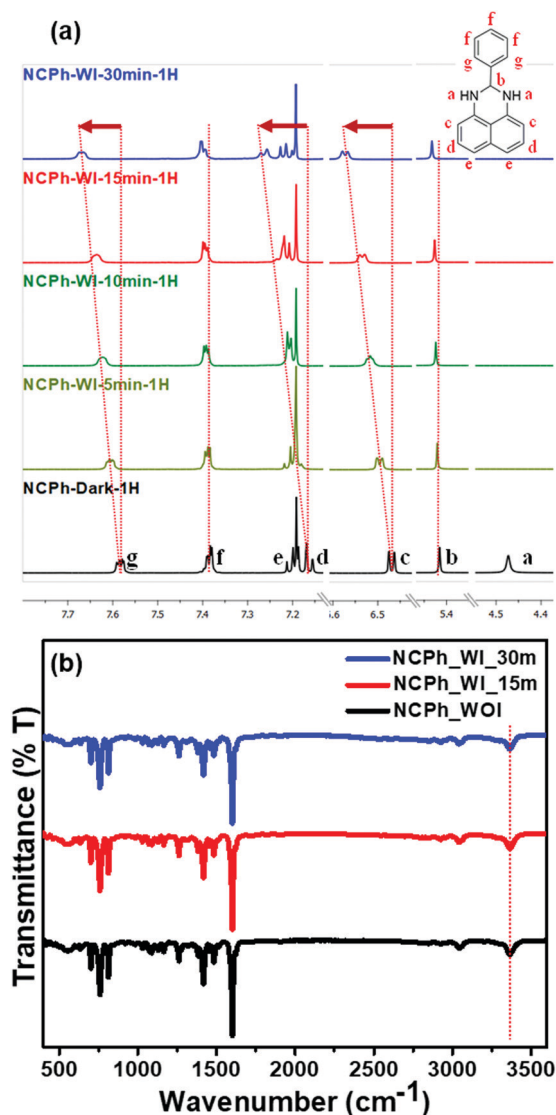 (a)
f
f f
g g
b
a HN NH a
c c
d d
e e
NCPh-WI-30min-1H
NCPh-WI-15min-1H
NCPh-WI-10min-1H
NCPh-WI-5min-1H
NCPh-Dark-1H
g f e d c b a
7.7 7.6 7.5 7.4 7.3 7.2 6.6 6.5 5.4 4.5 4.4
(b)
NCPh_WI_30m
NCPh_WI_15m
NCPh_WOI
Transmittance (% T)
500 1000 1500 2000 2500 3000 3500
Wavenumber (cm-1)